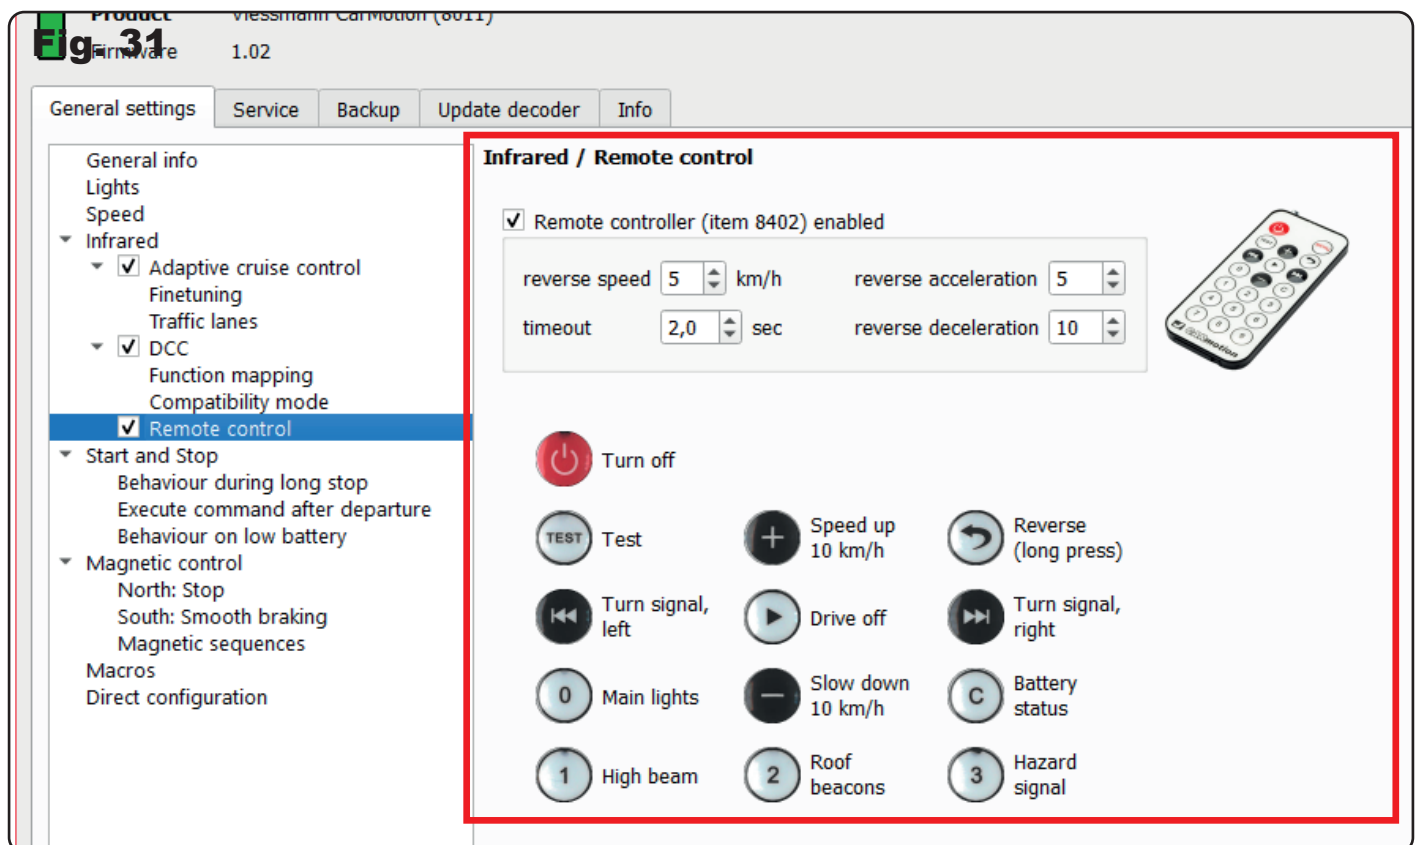 Product Viessmann CarMotion (8011)
Fig. 31
Firmware 1.02
General settings Service Backup Update decoder Info
General info
Lights
Speed
Infrared
Adaptive cruise control
Finetuning
Traffic lanes
DCC
Function mapping
Compatibility mode
Remote control
Start and Stop
Behaviour during long stop
Execute command after departure
Behaviour on low battery
Magnetic control
North: Stop
South: Smooth braking
Magnetic sequences
Macros
Direct configuration
Infrared / Remote control
Remote controller (item 8402) enabled
reverse speed 5 km/h reverse acceleration 5
timeout 2,0 sec reverse deceleration 10
Turn off
TEST Test
Speed up
10 km/h
Reverse
(long press)
Turn signal,
left
Drive off
Turn signal,
right
0 Main lights
Slow down
10 km/h
C Battery
status
1 High beam
2 Roof
beacons
3 Hazard
signal
CARmotion